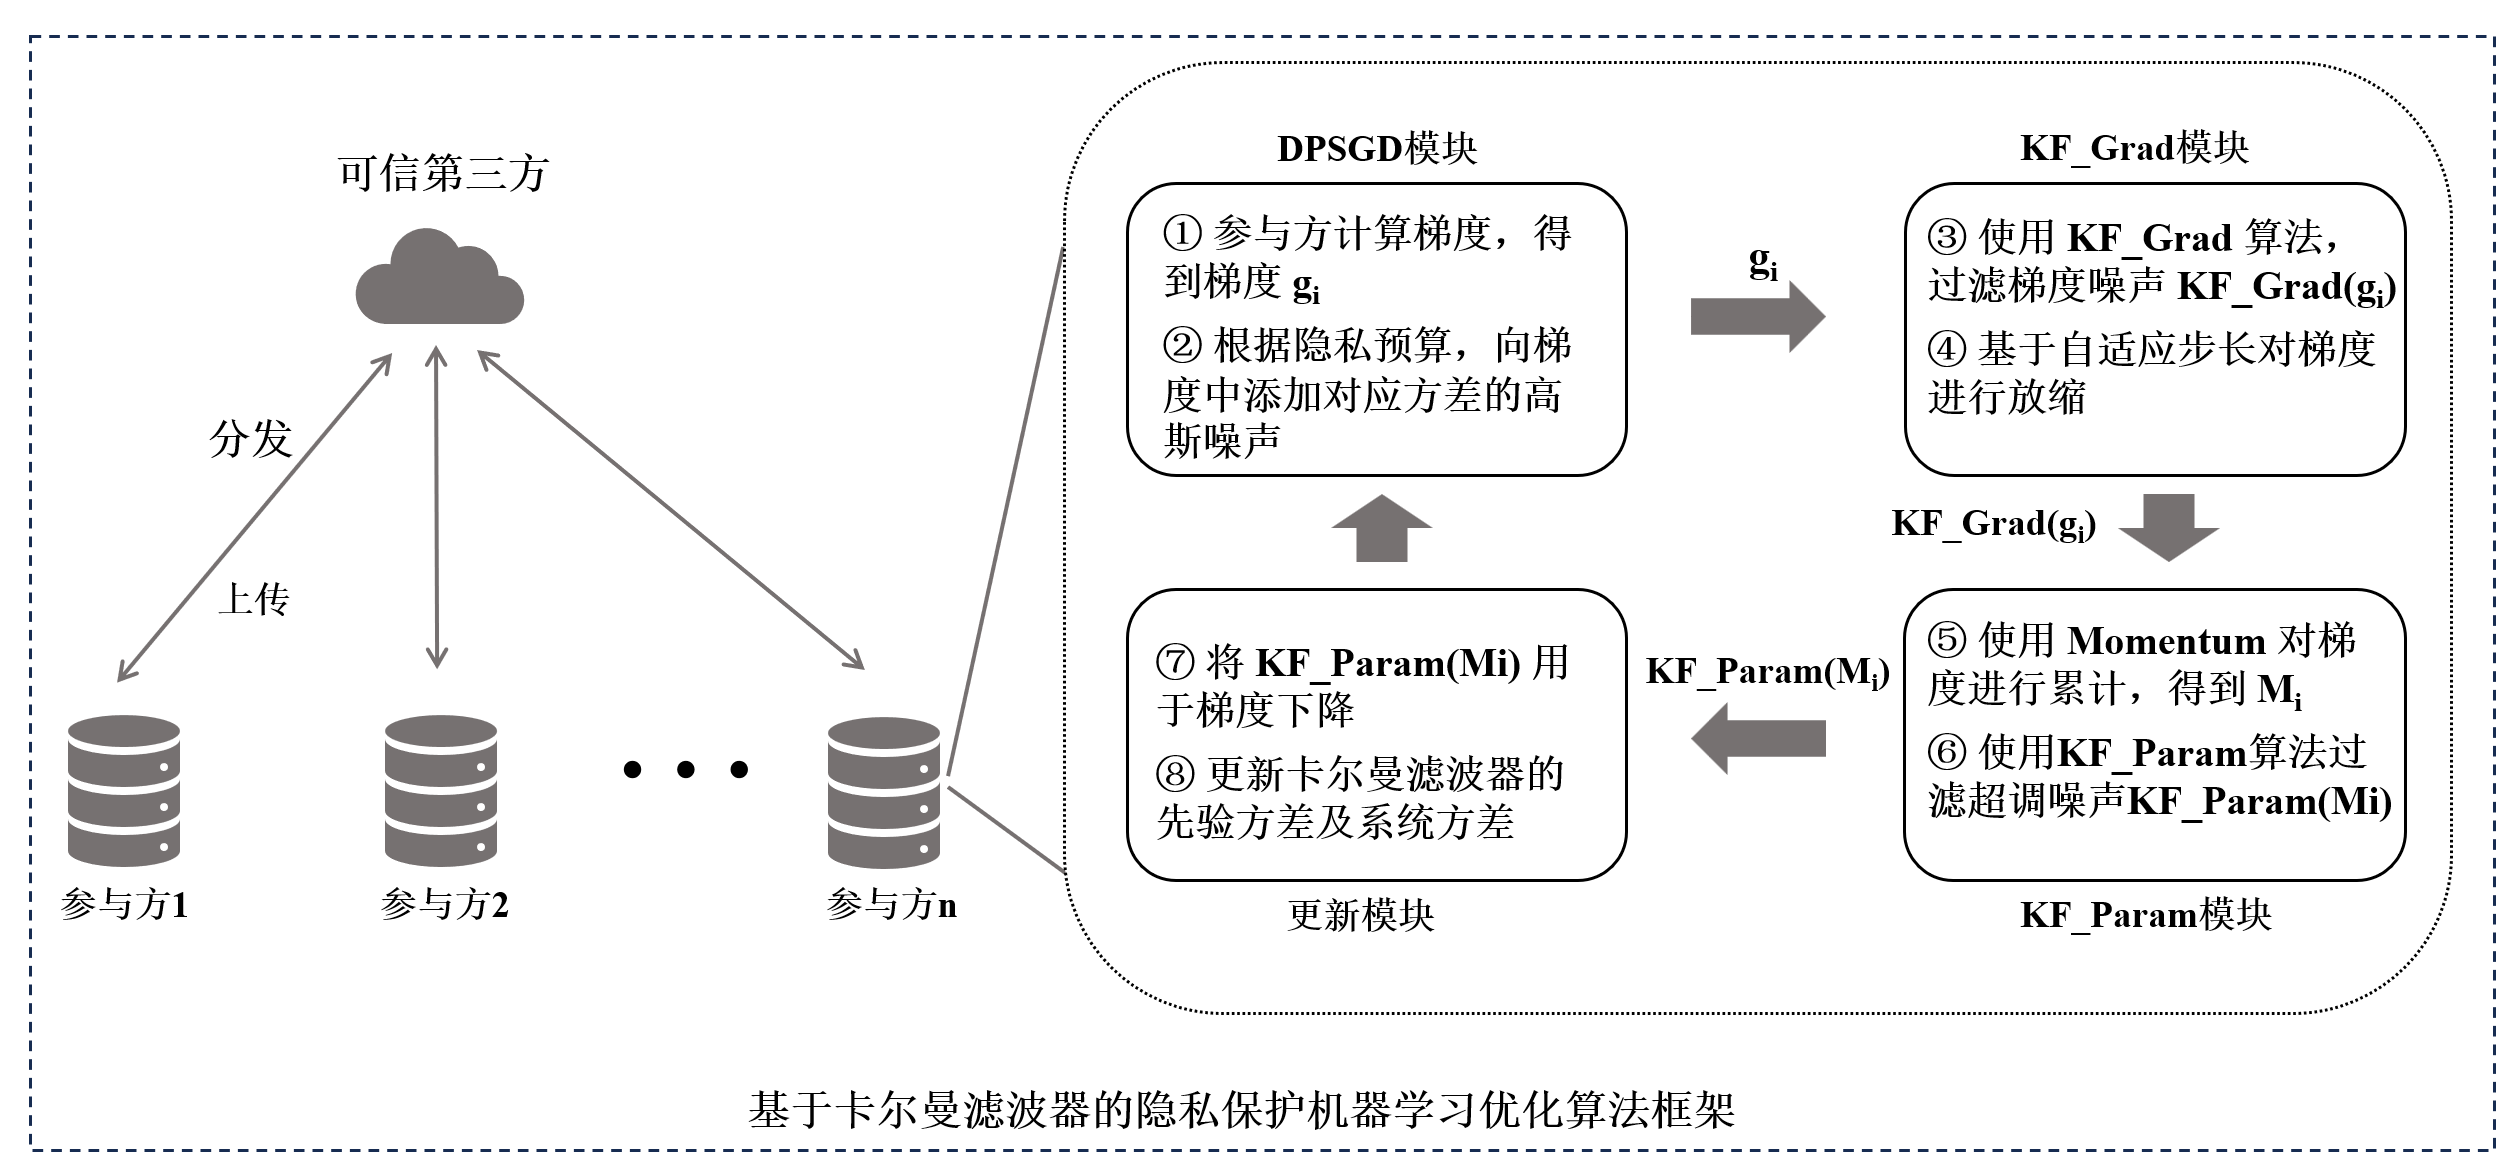 可信第三方
分发
上传
参与方1
参与方2
参与方n
DPSGD模块
① 参与方计算梯度，得
到梯度 gi
② 根据隐私预算，向梯
度中添加对应方差的高
斯噪声
gi
KF_Grad模块
③ 使用 KF_Grad 算法，
过滤梯度噪声 KF_Grad(gi)
④ 基于自适应步长对梯度
进行放缩
KF_Grad(gi)
⑤ 使用 Momentum 对梯
度进行累计，得到 Mi
⑥ 使用KF_Param算法过
滤超调噪声KF_Param(Mi)
KF_Param模块
KF_Param(Mi)
⑦ 将 KF_Param(Mi) 用
于梯度下降
⑧ 更新卡尔曼滤波器的
先验方差及系统方差
更新模块
基于卡尔曼滤波器的隐私保护机器学习优化算法框架